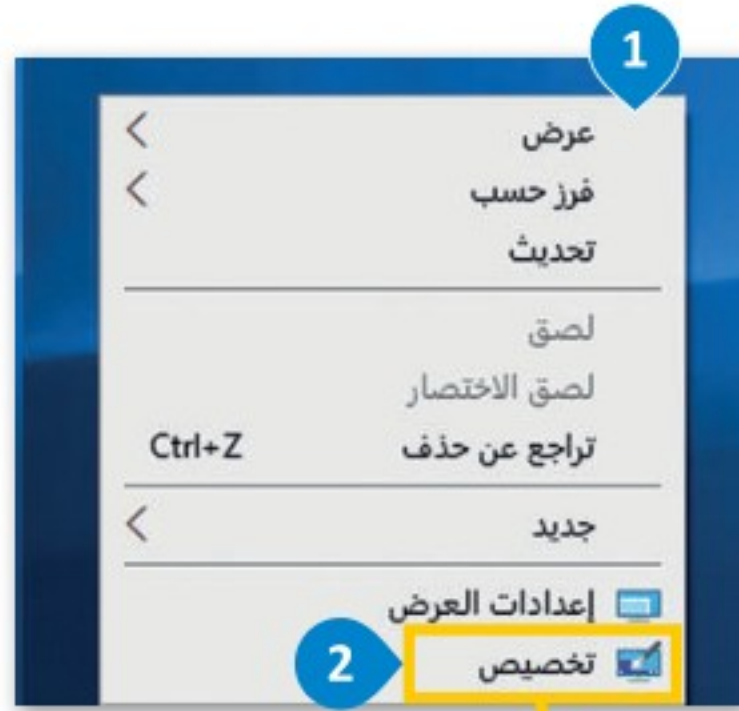 1
عرض
فرز حسب
تحديث
لصق
لصق الاختصار
تراجع عن حذف Ctrl+Z
جديد
إعدادات العرض
تخصيص 2